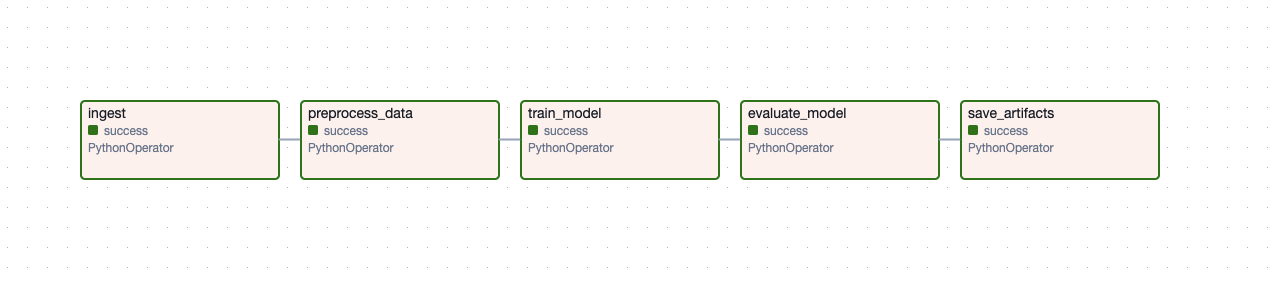 ingest
success
PythonOperator
preprocess_data
success
PythonOperator
train_model
success
PythonOperator
evaluate_model
success
PythonOperator
save_artifacts
success
PythonOperator